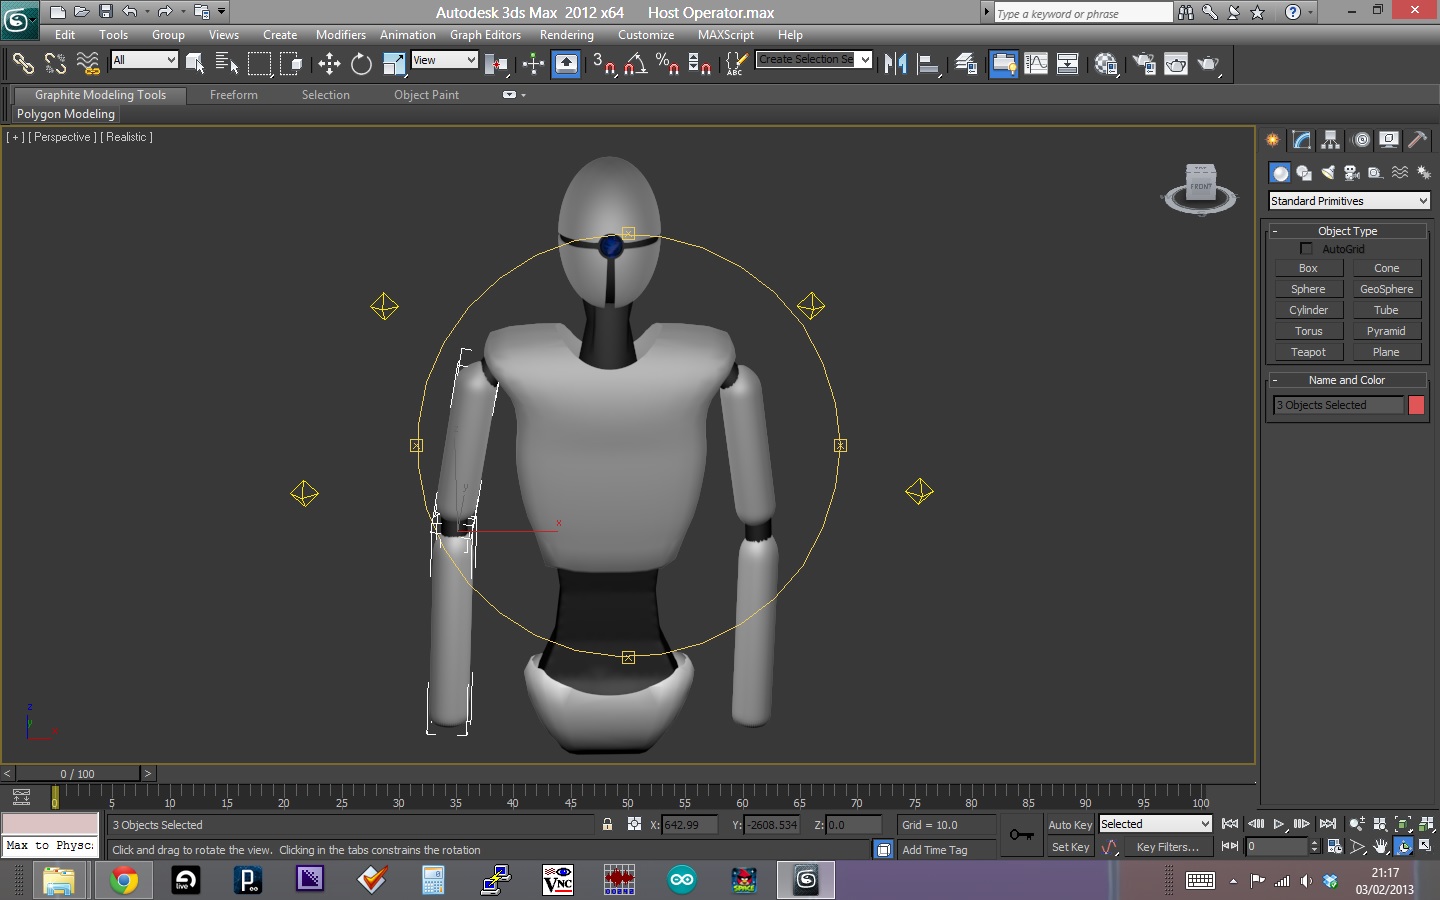 Autodesk 3ds Max 2012 x64 Host Operator.max
Type a keyword or phrase
Edit Tools Group Views Create Modifiers Animation Graph Editors Rendering Customize MAXScript Help
All
View
Create Selection Se
Graphite Modeling Tools Freeform Selection Object Paint
Polygon Modeling
[ + ] [ Perspective ] [ Realistic ]
FRONT
Standard Primitives
- Object Type
AutoGrid
Box Cone
Sphere GeoSphere
Cylinder Tube
Torus Pyramid
Teapot Plane
- Name and Color
3 Objects Selected
y
x
z
y
x
< 0 / 100 >
0 5 10 15 20 25 30 35 40 45 50 55 60 65 70 75 80 85 90 95 100
3 Objects Selected X: 642.99 Y: -2608.534 Z: 0.0 Grid = 10.0 Auto Key Selected
Max to Physc: Click and drag to rotate the view. Clicking in the tabs constrains the rotation Add Time Tag Set Key Key Filters... 0
live
VNC
SPACE
21:17
03/02/2013